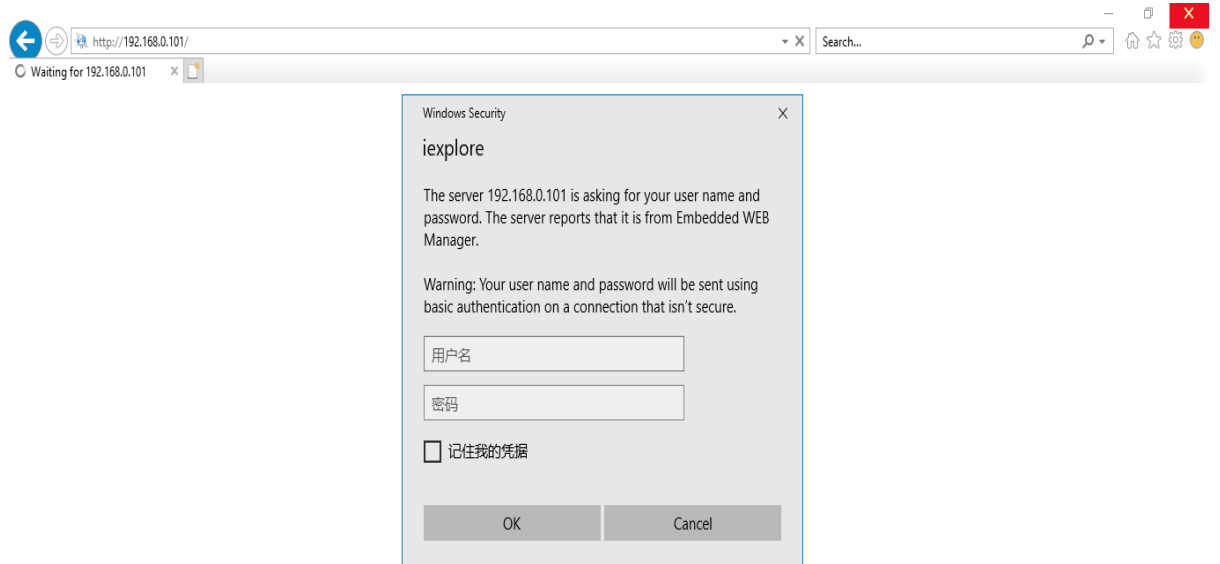 http://192.168.0.101/
Search...
Waiting for 192.168.0.101
Windows Security
iexplore
The server 192.168.0.101 is asking for your user name and
password. The server reports that it is from Embedded WEB
Manager.
Warning: Your user name and password will be sent using
basic authentication on a connection that isn't secure.
用户名
密码
记住我的凭据
OK
Cancel